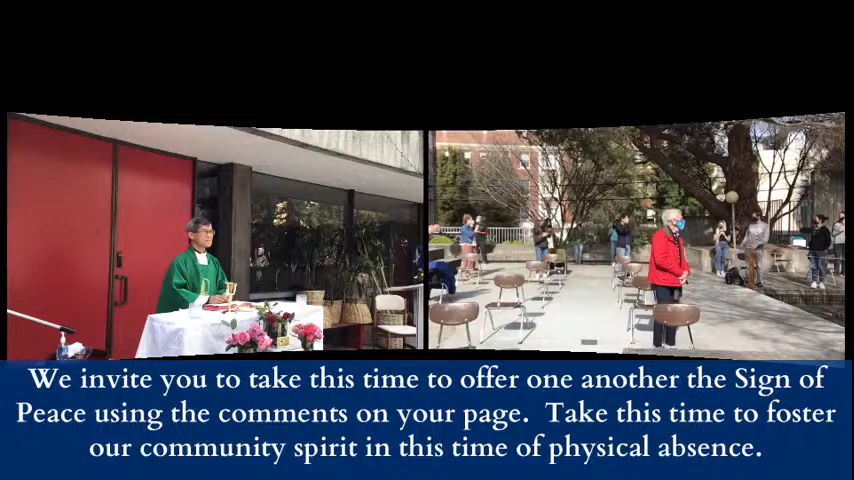 We invite you to take this time to offer one another the Sign of
Peace using the comments on your page.  Take this time to foster
our community spirit in this time of physical absence.